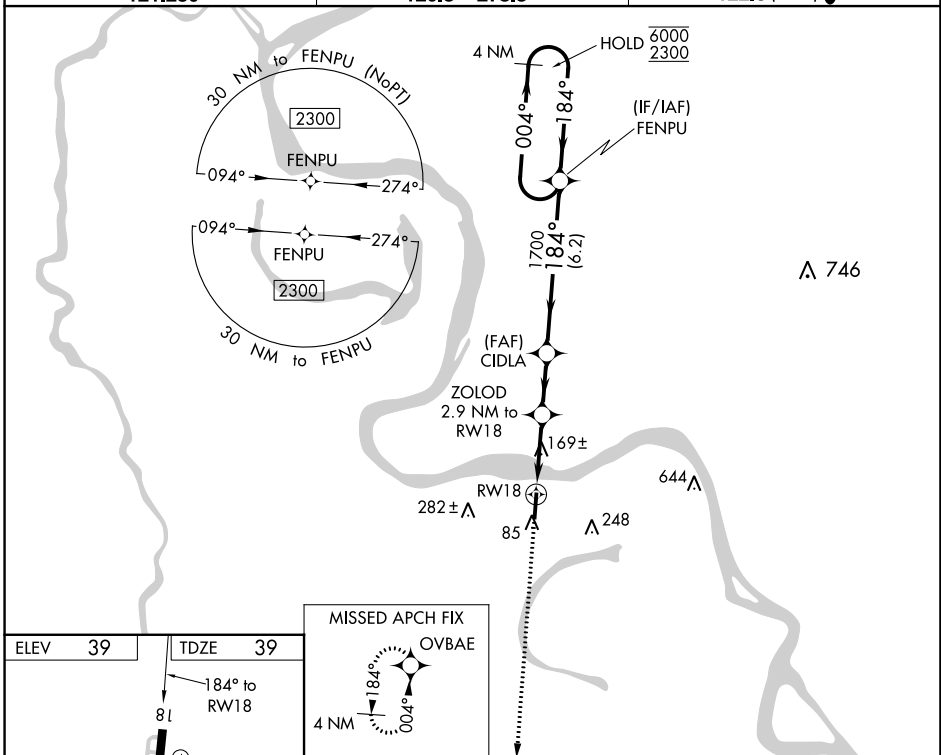 30 NM to FENPU (NoPT)
2300
FENPU
094°
274°
094°
274°
FENPU
2300
30 NM to FENPU
4 NM
HOLD 6000
2300
004°
184°
(IF/IAF)
FENPU
1700
184°
(6.2)
746
(FAF)
CIDLA
ZOLOD
2.9 NM to
RW18
169±
RW18
644
282±
85
248
ELEV 39
TDZE 39
184° to
RW18
18
MISSED APCH FIX
OVBAE
184°
004°
4 NM